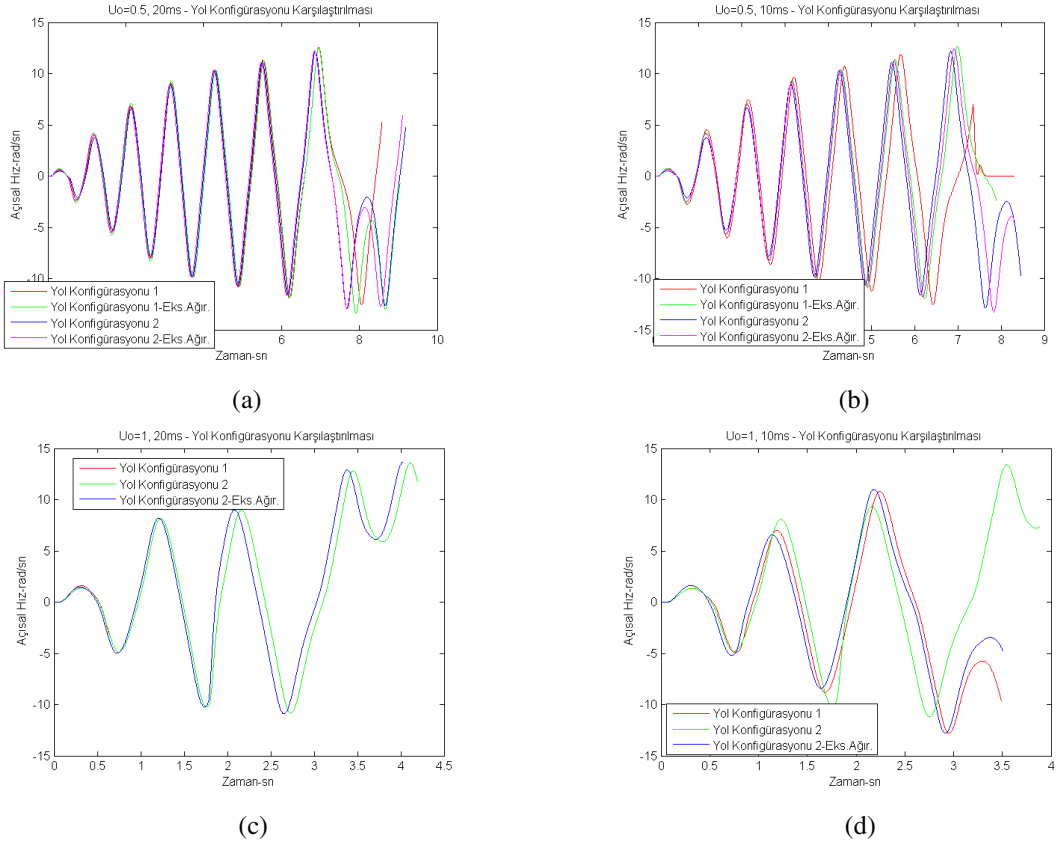 Uo=0.5, 20ms - Yol Konfigürasyonu Karşılaştırılması
15
10
5
0
-5
-10
Açısal Hız-rad/sn
6
8
10
Zaman-sn
Yol Konfigürasyonu 1
Yol Konfigürasyonu 1-Eks.Ağır.
Yol Konfigürasyonu 2
Yol Konfigürasyonu 2-Eks.Ağır.
(a)
Uo=0.5, 10ms - Yol Konfigürasyonu Karşılaştırılması
15
10
5
0
-5
-10
-15
Açısal Hız-rad/sn
5
6
7
8
9
Zaman-sn
Yol Konfigürasyonu 1
Yol Konfigürasyonu 1-Eks.Ağır.
Yol Konfigürasyonu 2
Yol Konfigürasyonu 2-Eks.Ağır.
(b)
Uo=1, 20ms - Yol Konfigürasyonu Karşılaştırılması
15
10
5
0
-5
-10
-15
Açısal Hız-rad/sn
0 0.5 1 1.5 2 2.5 3 3.5 4 4.5
Zaman-sn
Yol Konfigürasyonu 1
Yol Konfigürasyonu 2
Yol Konfigürasyonu 2-Eks.Ağır.
(c)
Uo=1, 10ms - Yol Konfigürasyonu Karşılaştırılması
15
10
5
0
-5
-10
-15
Açısal Hız-rad/sn
0 0.5 1 1.5 2 2.5 3 3.5 4
Zaman-sn
Yol Konfigürasyonu 1
Yol Konfigürasyonu 2
Yol Konfigürasyonu 2-Eks.Ağır.
(d)